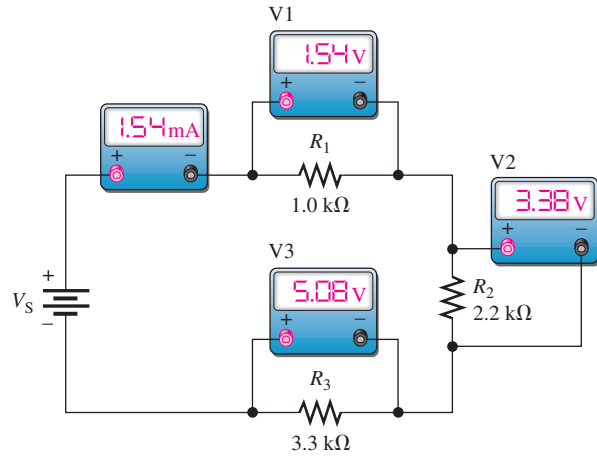 V1
1.54 V
+ −
1.54 mA
+ −
R1
1.0 kΩ
V2
3.38 V
+ −
V3
5.08 V
+ −
+
VS
−
R2
2.2 kΩ
R3
3.3 kΩ